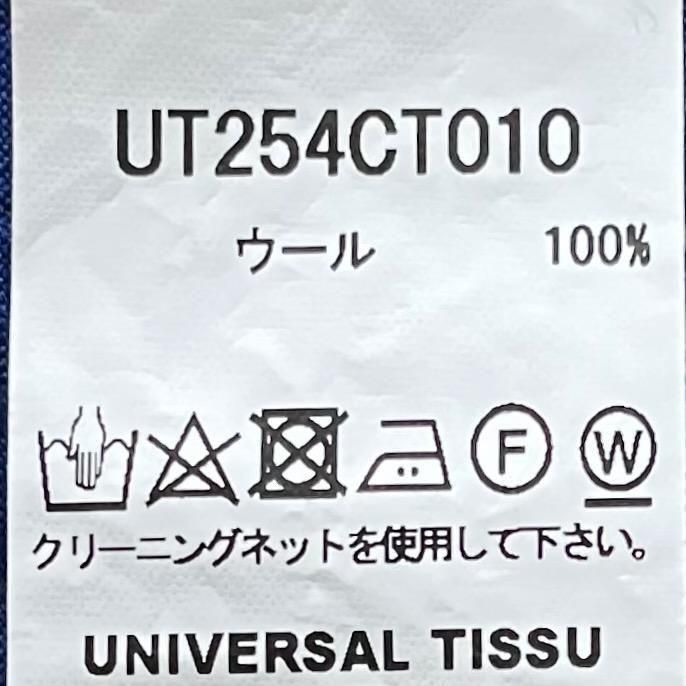 UT254CT010
ウール 100%
F W
クリーニングネットを使用して下さい。
UNIVERSAL TISSU